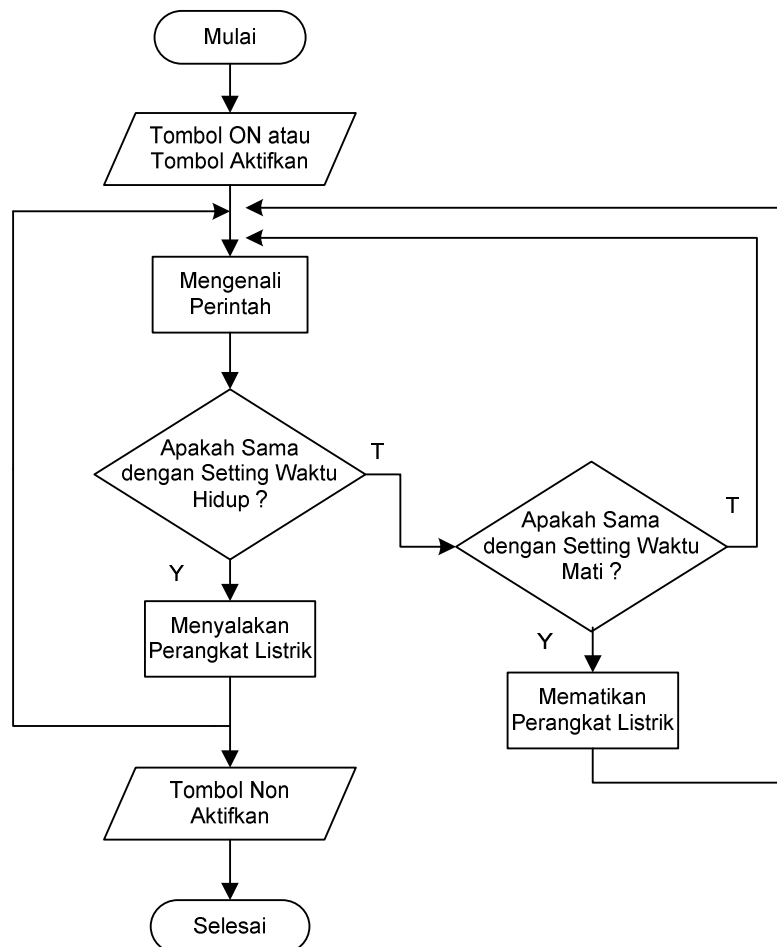 Mulai
Tombol ON atau
Tombol Aktifkan
Mengenali
Perintah
Apakah Sama
dengan Setting Waktu
Hidup ?
T
Y
Apakah Sama
dengan Setting Waktu
Mati ?
T
Y
Menyalakan
Perangkat Listrik
Mematikan
Perangkat Listrik
Tombol Non
Aktifkan
Selesai